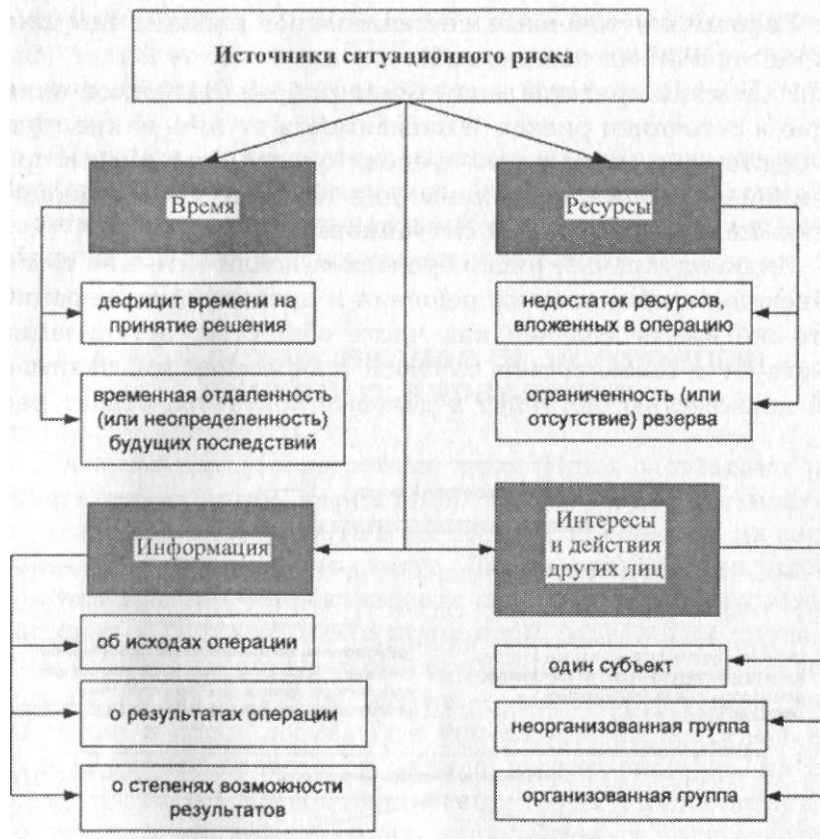 Источники ситуационного риска
Время
Ресурсы
дефицит времени на
принятие решения
недостаток ресурсов,
вложенных в операцию
временная отдаленность
(или неопределенность)
будущих последствий
ограниченность (или
отсутствие) резерва
Информация
Интересы
и действия
других лиц
об исходах операции
один субъект
о результатах операции
неорганизованная группа
о степенях возможности
результатов
организованная группа